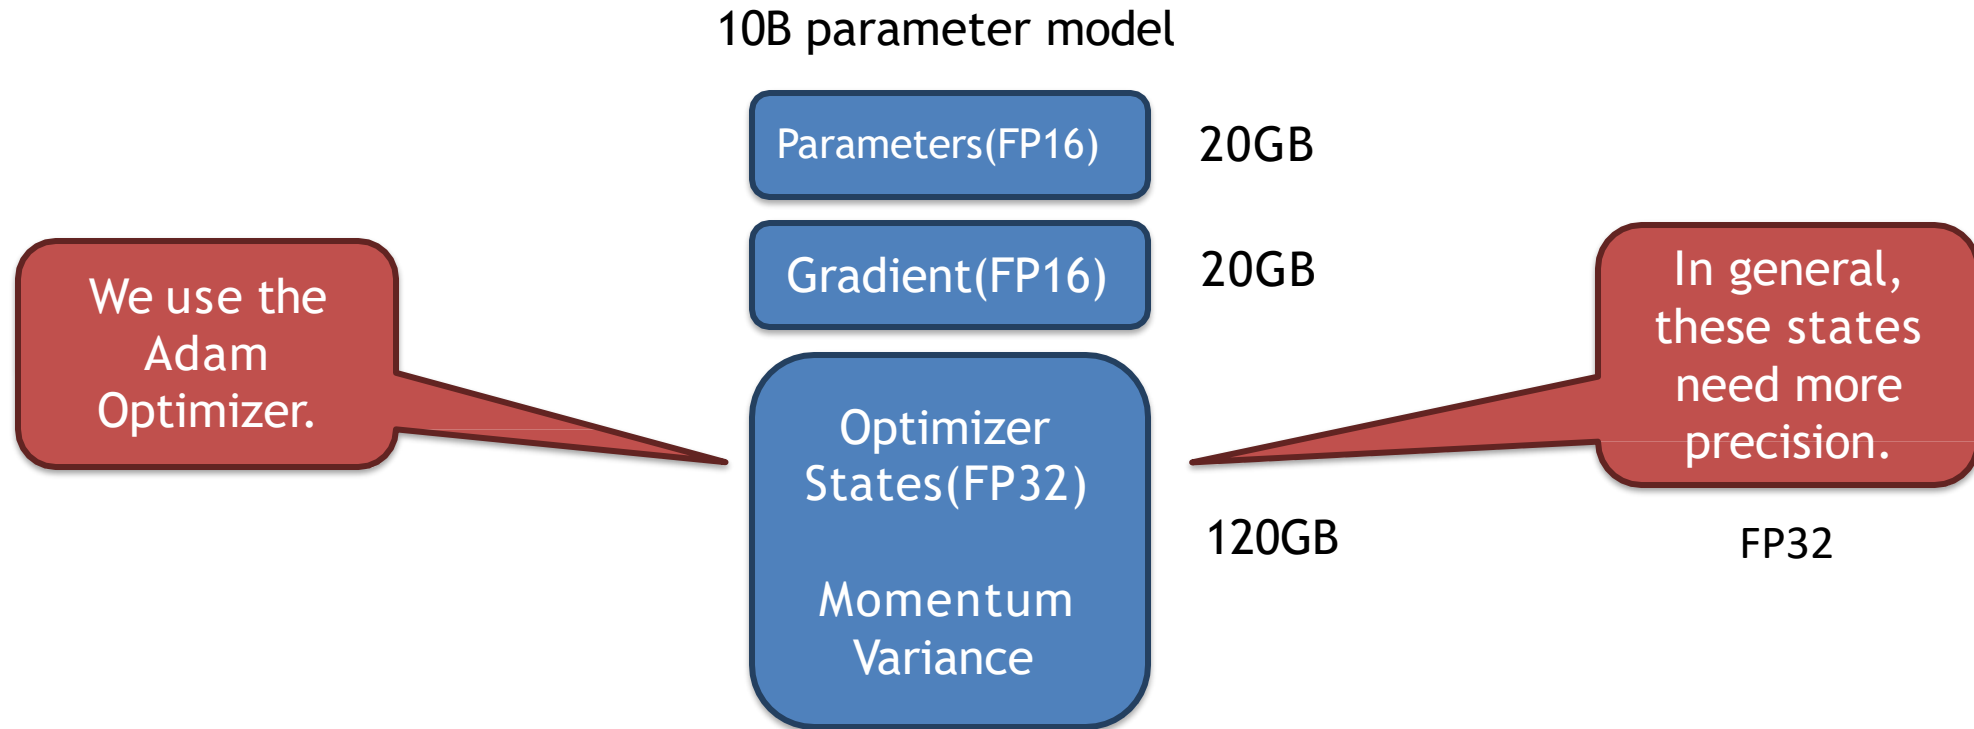 10B parameter model
Parameters(FP16)
20GB
Gradient(FP16)
20GB
We use the
Adam
Optimizer.
In general,
these states
need more
precision.
Optimizer
States(FP32)
120GB
FP32
Momentum
Variance